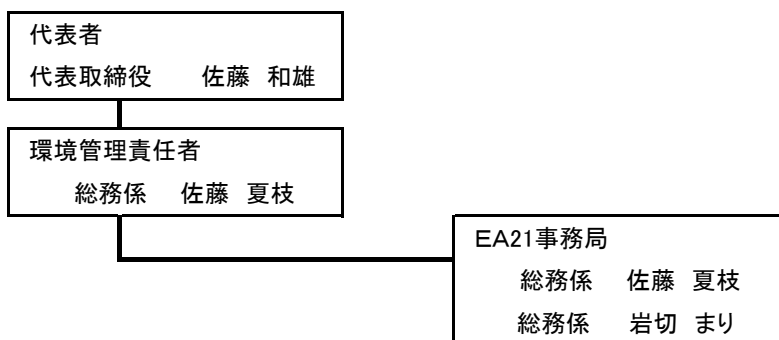 代表者
代表取締役　　佐藤　和雄
環境管理責任者
総務係　佐藤　夏枝
ＥＡ21事務局
総務係　佐藤　夏枝
総務係　岩切　まり